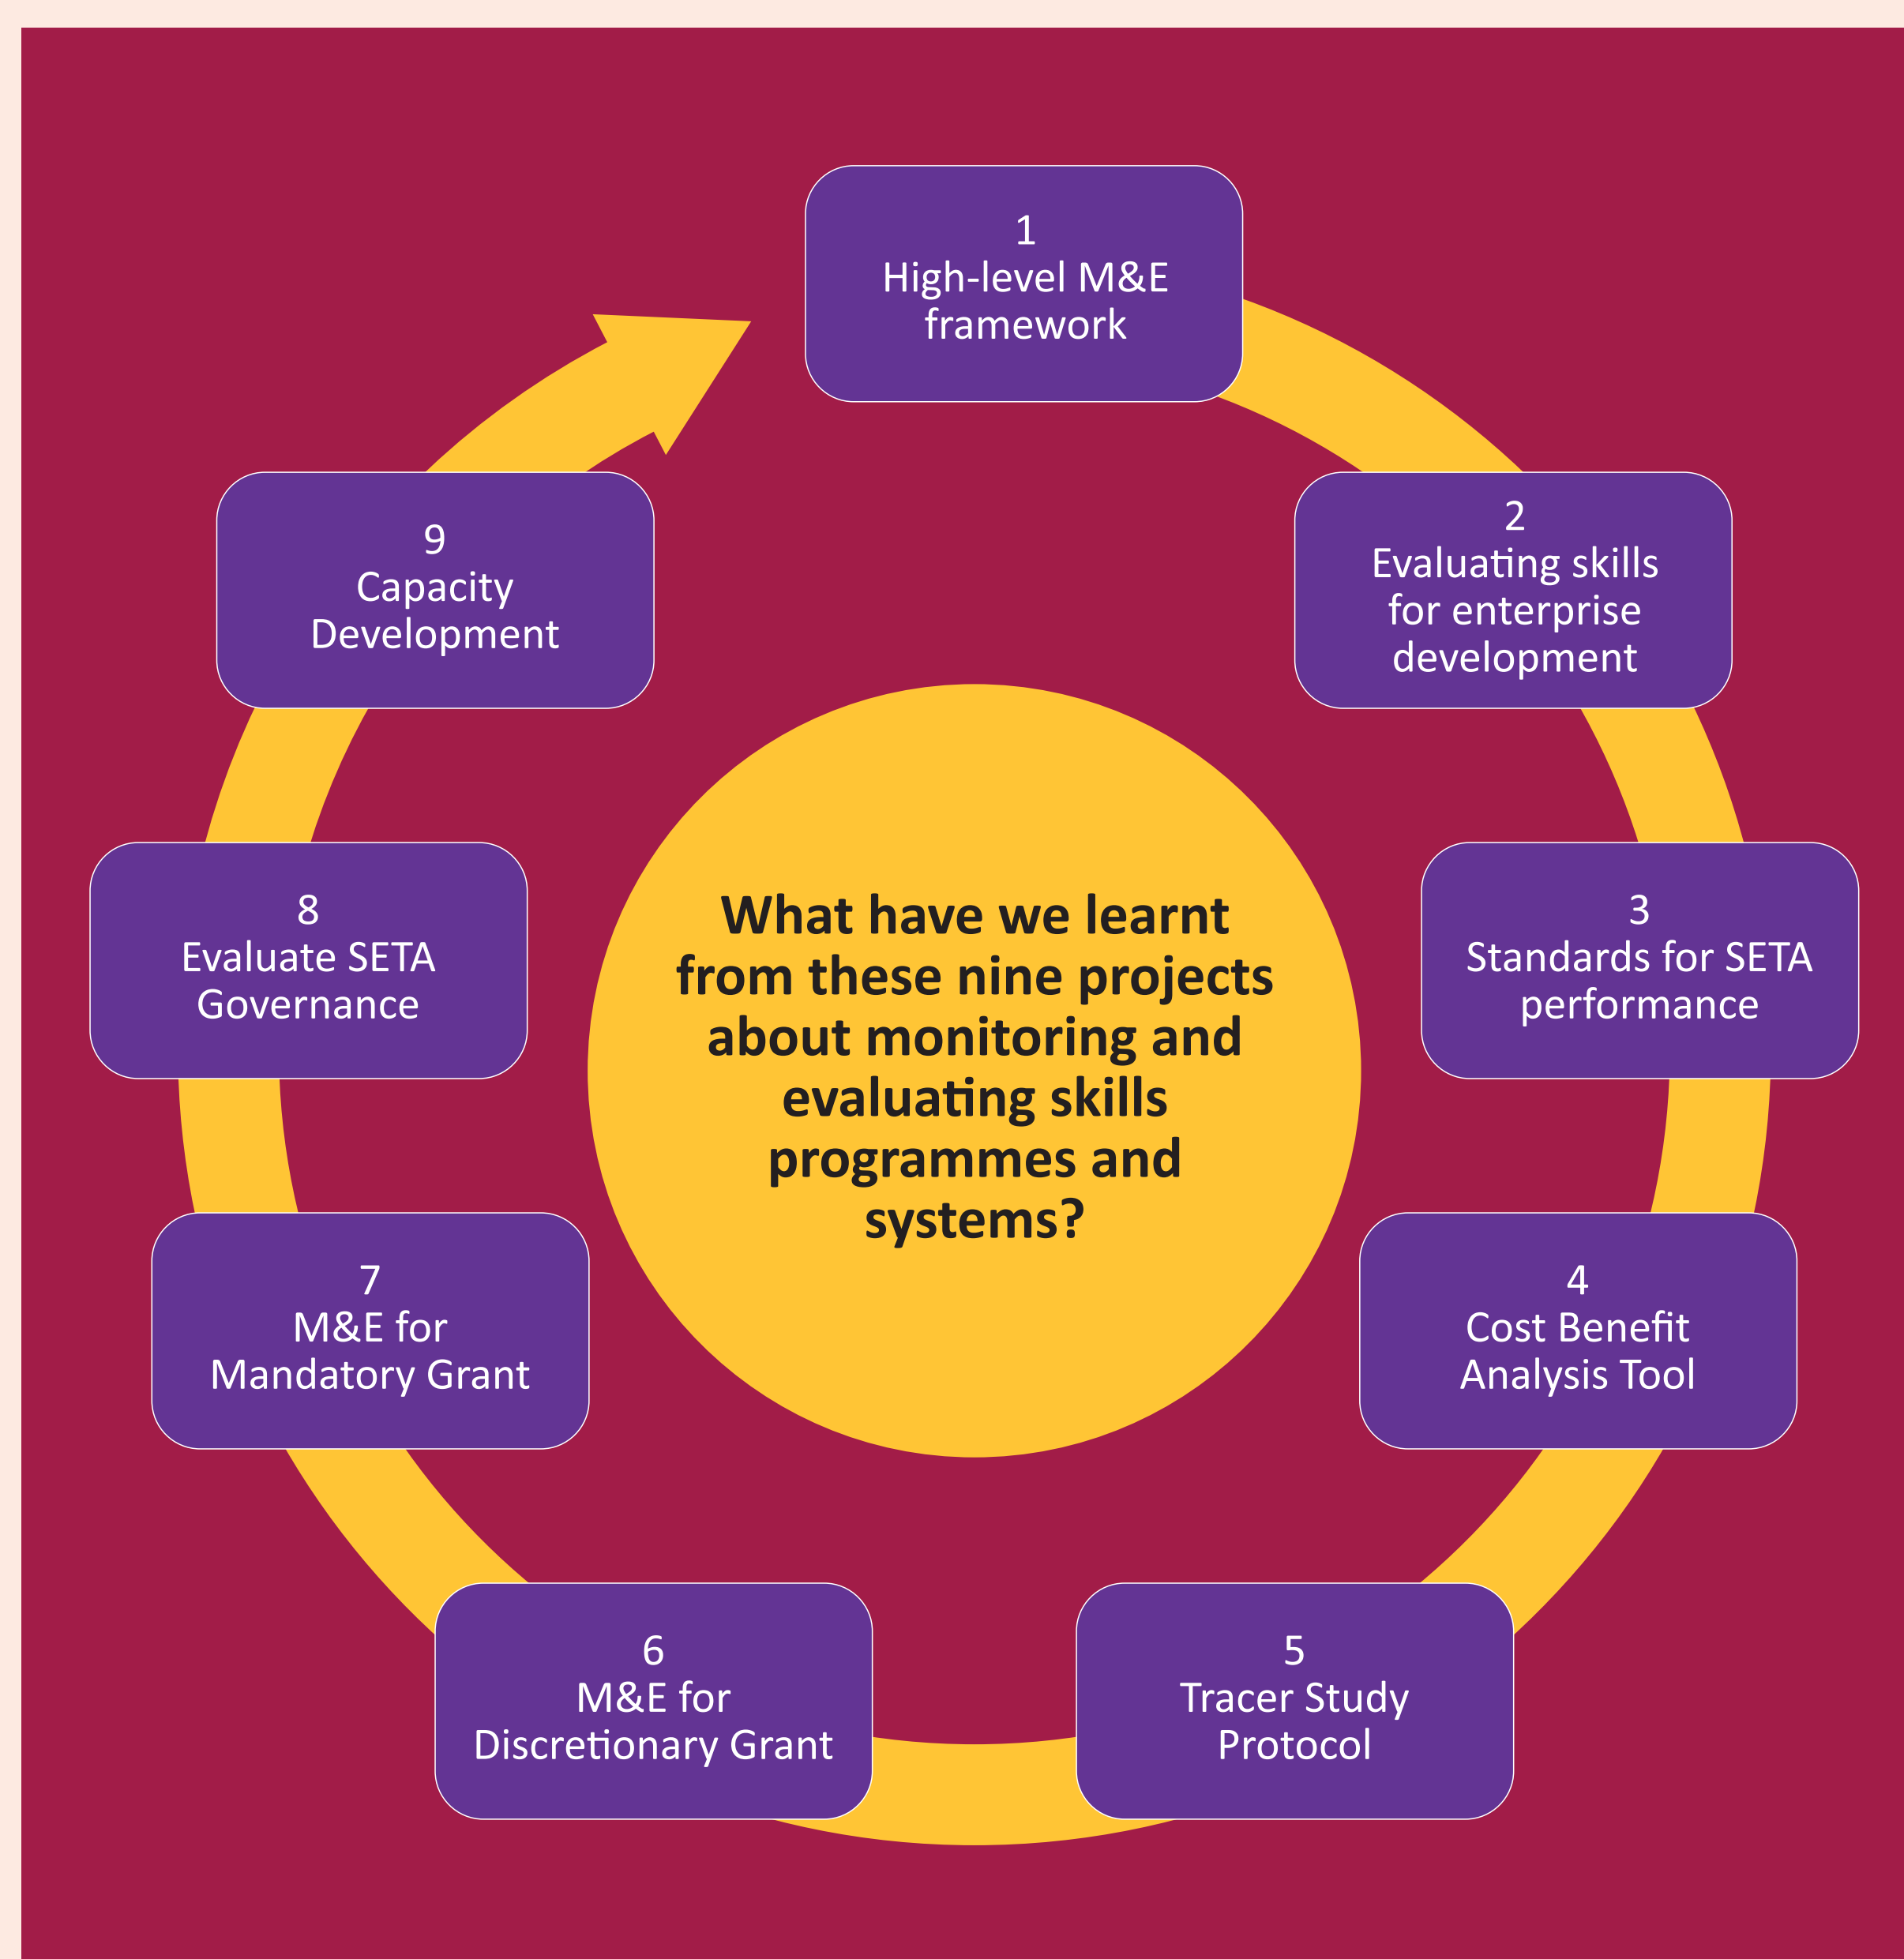 1
High-level M&E
framework
2
Evaluating skills
for enterprise
development
3
Standards for SETA
performance
4
Cost Benefit
Analysis Tool
5
Tracer Study
Protocol
6
M&E for
Discretionary Grant
7
M&E for
Mandatory Grant
8
Evaluate SETA
Governance
9
Capacity
Development
What have we learnt
from these nine projects
about monitoring and
evaluating skills
programmes and
systems?